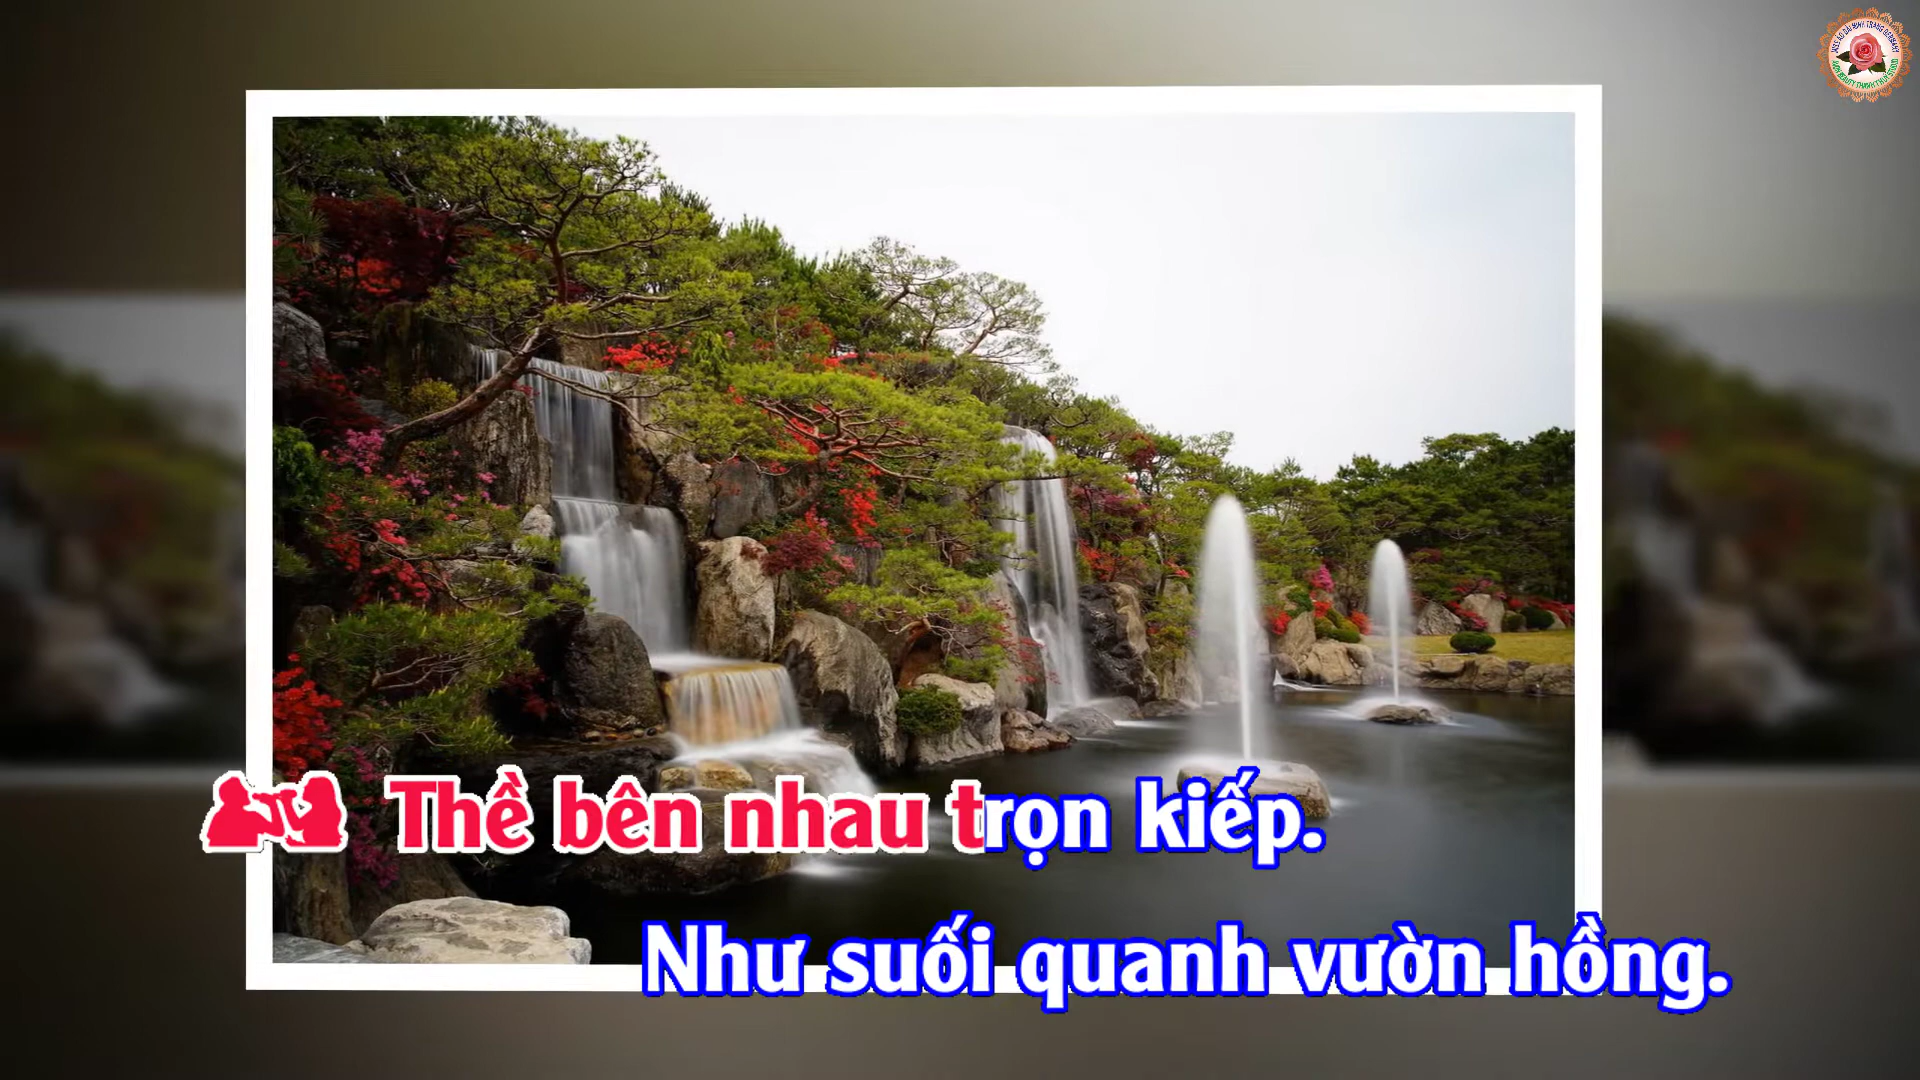 Thề bên nhau trọn kiếp.
Như suối quanh vườn hồng.